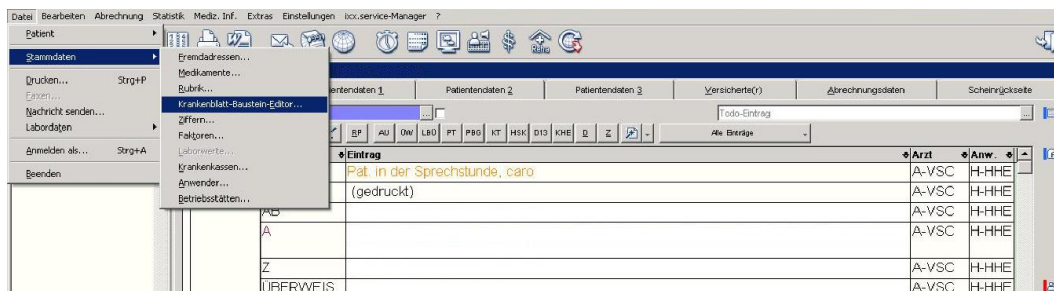 Datei Bearbeiten Abrechnung Statistik Mediz. Inf. Extras Einstellungen ixx.service-Manager ?
Patient
Stammdaten
Drucken... Strg+P
Faxen...
Nachricht senden...
Labordaten
Anmelden als... Strg+A
Beenden
Fremdadressen...
Medikamente...
Rubrik...
Krankenblatt-Baustein-Editor...
Ziffern...
Faktoren...
Laborwerte...
Krankenkassen...
Anwender...
Betriebsstätten...
entendaten 1 Patientendaten 2 Patientendaten 3 Versicherte(r) Abrechnungsdaten Scheinrückseite
... Todo-Eintrag ...
RP AU ÜW LBÜ PT PBG KT HSK D13 KHE D Z Alle Einträge
Eintrag Arzt Anw.
Pat. in der Sprechstunde, caro A-VSC H-HHE
(gedruckt) A-VSC H-HHE
AB A-VSC H-HHE
A A-VSC H-HHE
Z A-VSC H-HHE
ÜBERWEIS A-VSC H-HHE